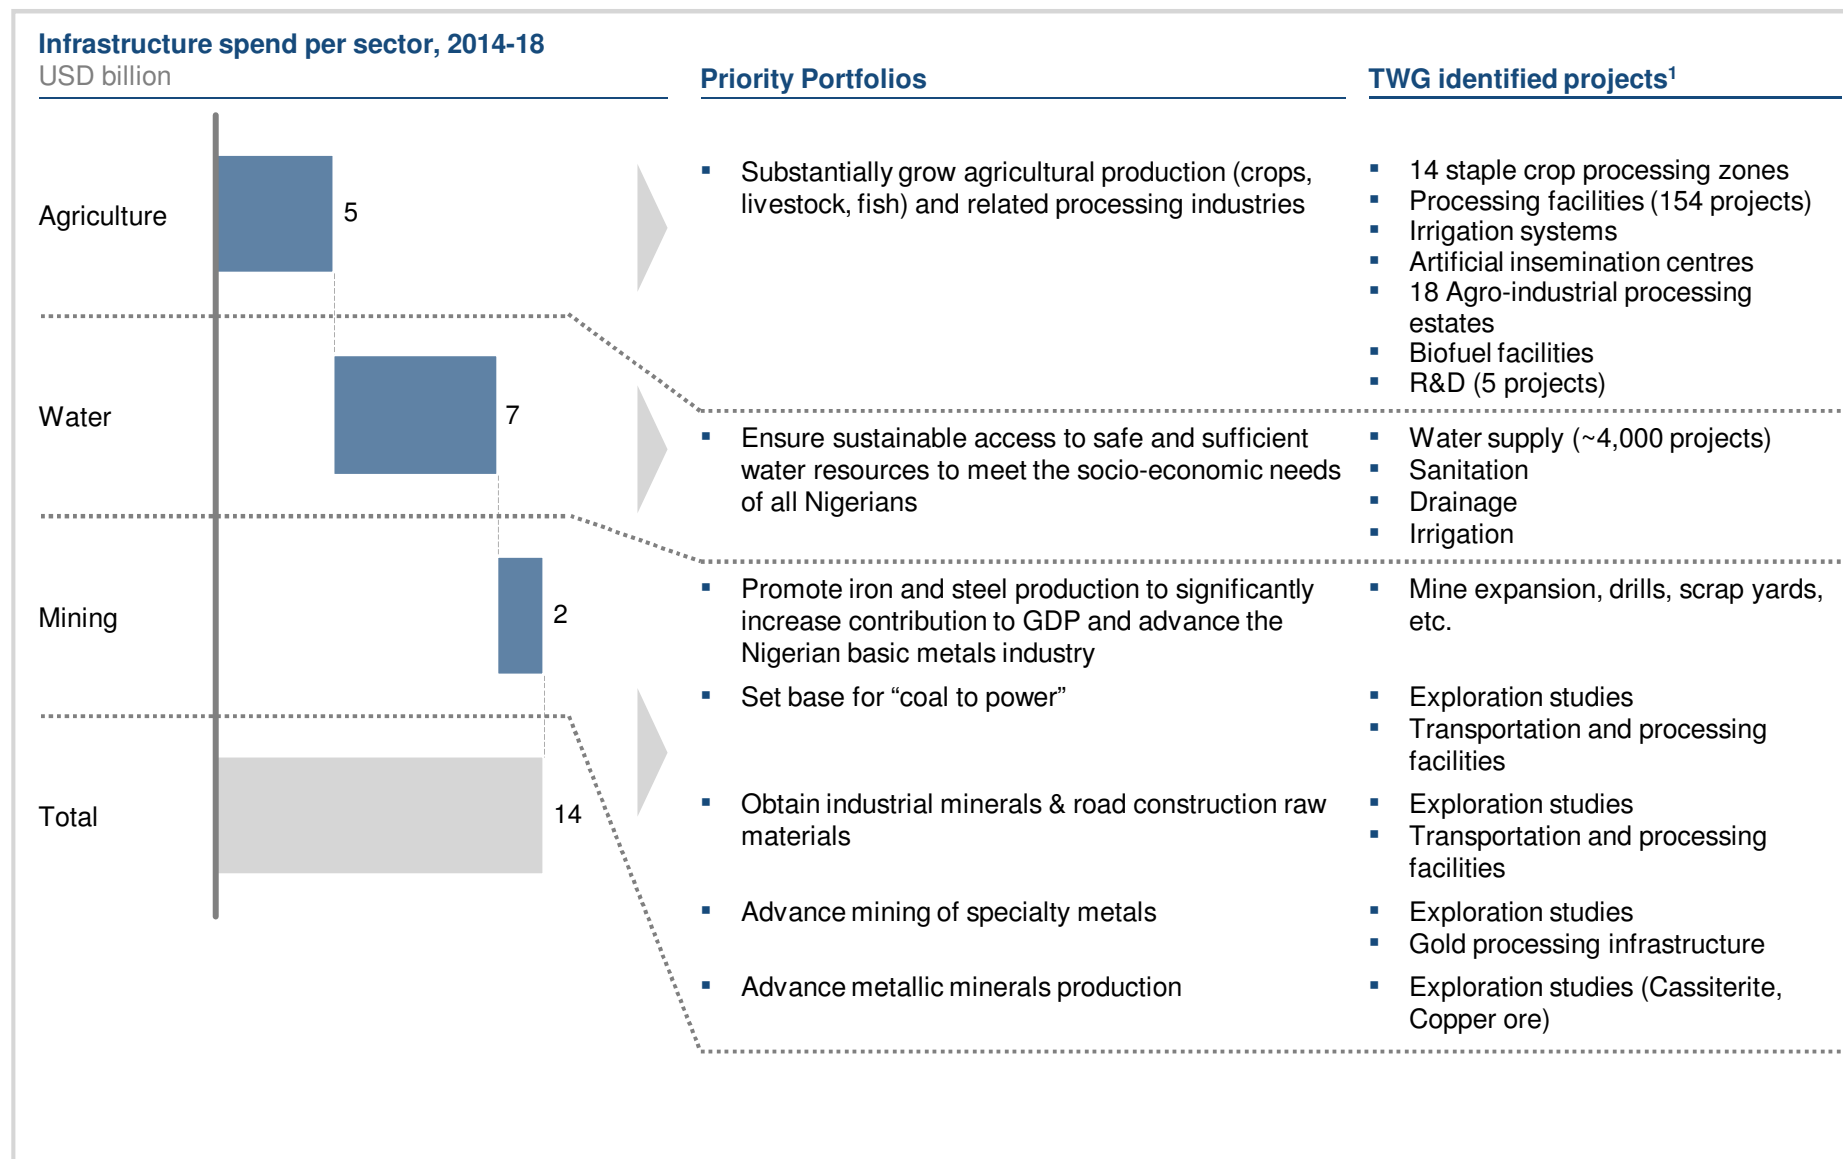 Infrastructure spend per sector, 2014-18
USD billion
Priority Portfolios
TWG identified projects¹
Agriculture
5
▪ Substantially grow agricultural production (crops,
livestock, fish) and related processing industries
▪ 14 staple crop processing zones
▪ Processing facilities (154 projects)
▪ Irrigation systems
▪ Artificial insemination centres
▪ 18 Agro-industrial processing
estates
▪ Biofuel facilities
▪ R&D (5 projects)
Water
7
▪ Ensure sustainable access to safe and sufficient
water resources to meet the socio-economic needs
of all Nigerians
▪ Water supply (~4,000 projects)
▪ Sanitation
▪ Drainage
▪ Irrigation
Mining
2
▪ Promote iron and steel production to significantly
increase contribution to GDP and advance the
Nigerian basic metals industry
▪ Mine expansion, drills, scrap yards,
etc.
▪ Set base for “coal to power”
▪ Exploration studies
▪ Transportation and processing
facilities
Total
14
▪ Obtain industrial minerals & road construction raw
materials
▪ Exploration studies
▪ Transportation and processing
facilities
▪ Advance mining of specialty metals
▪ Exploration studies
▪ Gold processing infrastructure
▪ Advance metallic minerals production
▪ Exploration studies (Cassiterite,
Copper ore)